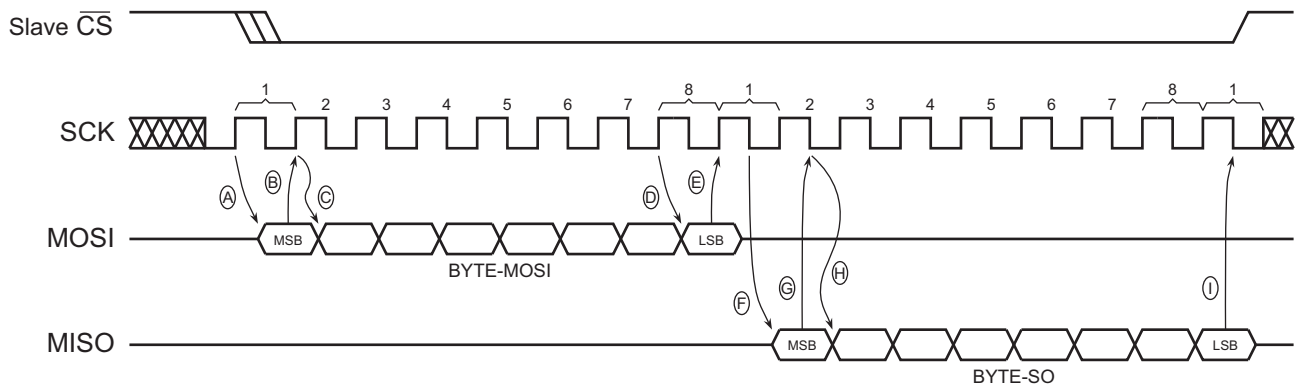 Slave CS
1 2 3 4 5 6 7 8 1 2 3 4 5 6 7 8 1
SCK
A B C D E
MOSI MSB LSB
BYTE-MOSI
F G H I
MISO MSB LSB
BYTE-SO